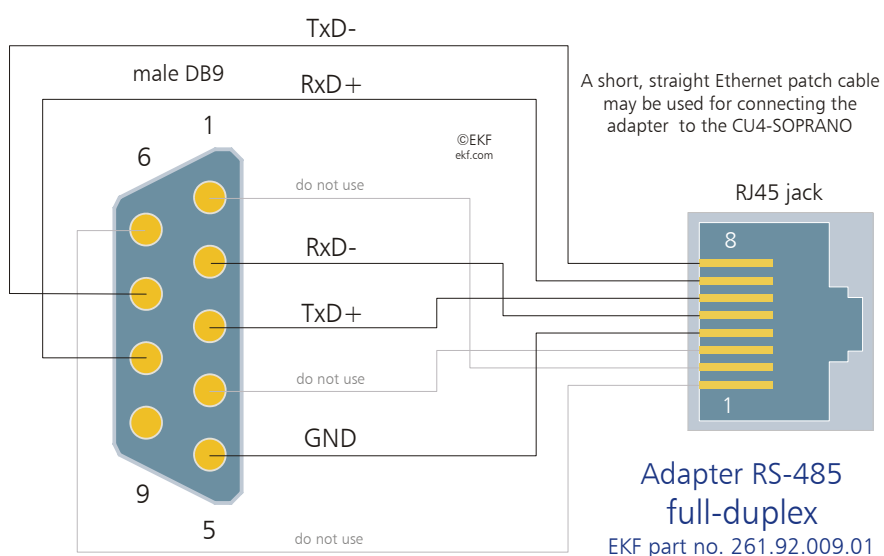 TxD-
male DB9
RxD+
A short, straight Ethernet patch cable
may be used for connecting the
adapter to the CU4-SOPRANO
1
©EKF
ekf.com
6
do not use
RJ45 jack
8
RxD-
TxD+
do not use
1
GND
Adapter RS-485
full-duplex
EKF part no. 261.92.009.01
9
5
do not use